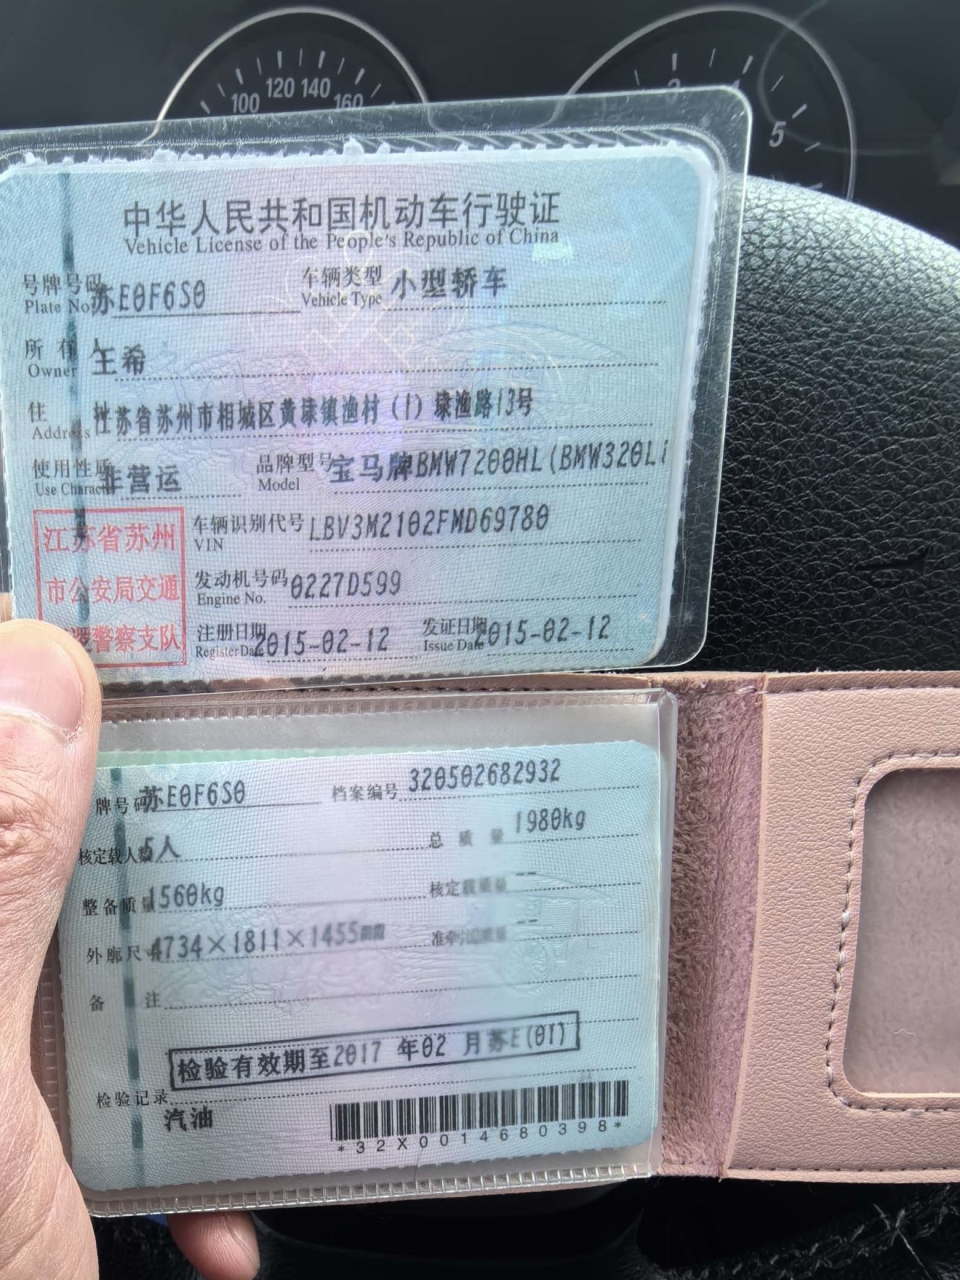 100 120 140 160
3 4 5
中华人民共和国机动车行驶证
Vehicle License of the People's Republic of China
号牌号码 苏E0F6S0 车辆类型 小型轿车
Plate No. Vehicle Type
所有人 王希
Owner
住 址 江苏省苏州市相城区黄埭镇渔村(1)埭渔路13号
Address
使用性质 非营运 品牌型号 宝马牌BMW7200HL(BMW320Li
Use Character Model
江苏省苏州
市公安局交通
警察支队
车辆识别代号 LBV3M2102FMD69780
VIN
发动机号码 0227D599
Engine No.
注册日期 2015-02-12 发证日期 2015-02-12
Register Date Issue Date
牌号码 苏E0F6S0 档案编号 320502682932
核定载人数 5人 总 质 量 1980kg
整备质量 1560kg 核定载质量 --
外廓尺寸 4734×1811×1455mm 准牵引总质量 --
备 注
检验有效期至2017 年02 月苏E(01)
检验记录
汽油
*32X0014680398*